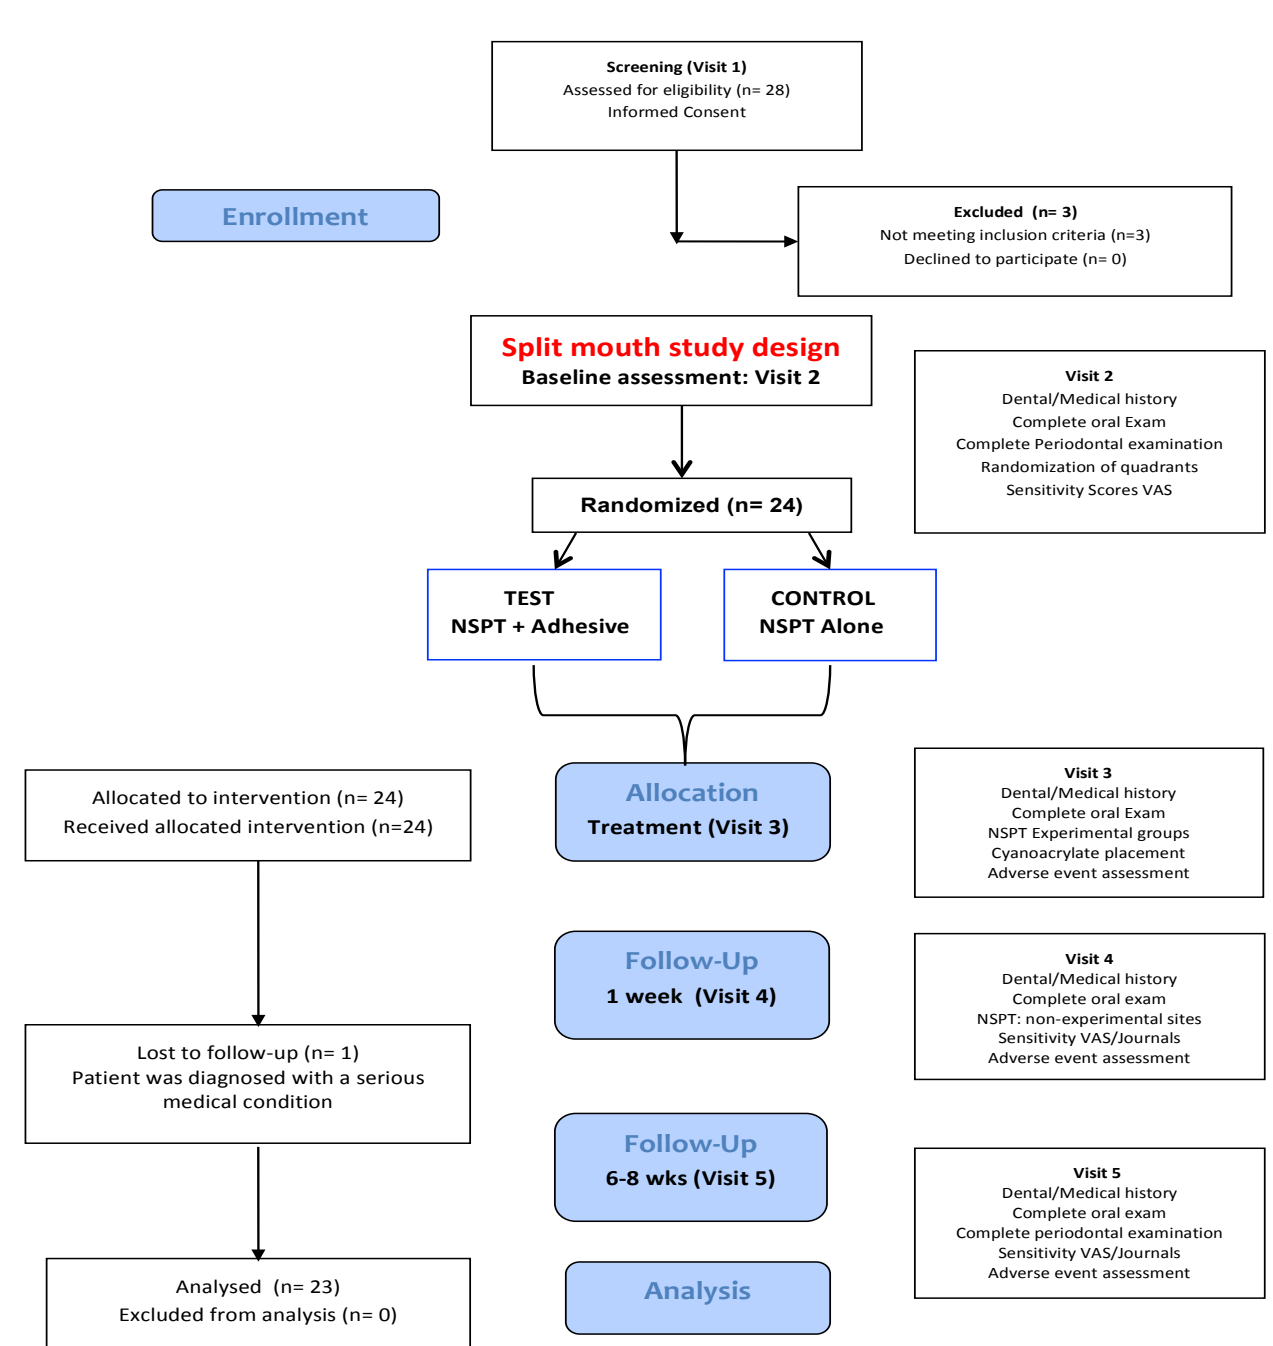 Screening (Visit 1)
Assessed for eligibility (n= 28)
Informed Consent
Enrollment
Excluded  (n= 3)
Not meeting inclusion criteria (n=3)
Declined to participate (n= 0)
Split mouth study design
Baseline assessment: Visit 2
Visit 2
Dental/Medical history
Complete oral Exam
Complete Periodontal examination
Randomization of quadrants
Sensitivity Scores VAS
Randomized (n= 24)
TEST
NSPT + Adhesive
CONTROL
NSPT Alone
Allocated to intervention (n= 24)
Received allocated intervention (n=24)
Allocation
Treatment (Visit 3)
Visit 3
Dental/Medical history
Complete oral Exam
NSPT Experimental groups
Cyanoacrylate placement
Adverse event assessment
Follow-Up
1 week  (Visit 4)
Visit 4
Dental/Medical history
Complete oral exam
NSPT: non-experimental sites
Sensitivity VAS/Journals
Adverse event assessment
Lost to follow-up (n= 1)
Patient was diagnosed with a serious
medical condition
Follow-Up
6-8 wks (Visit 5)
Visit 5
Dental/Medical history
Complete oral exam
Complete periodontal examination
Sensitivity VAS/Journals
Adverse event assessment
Analysed  (n= 23)
Excluded from analysis (n= 0)
Analysis